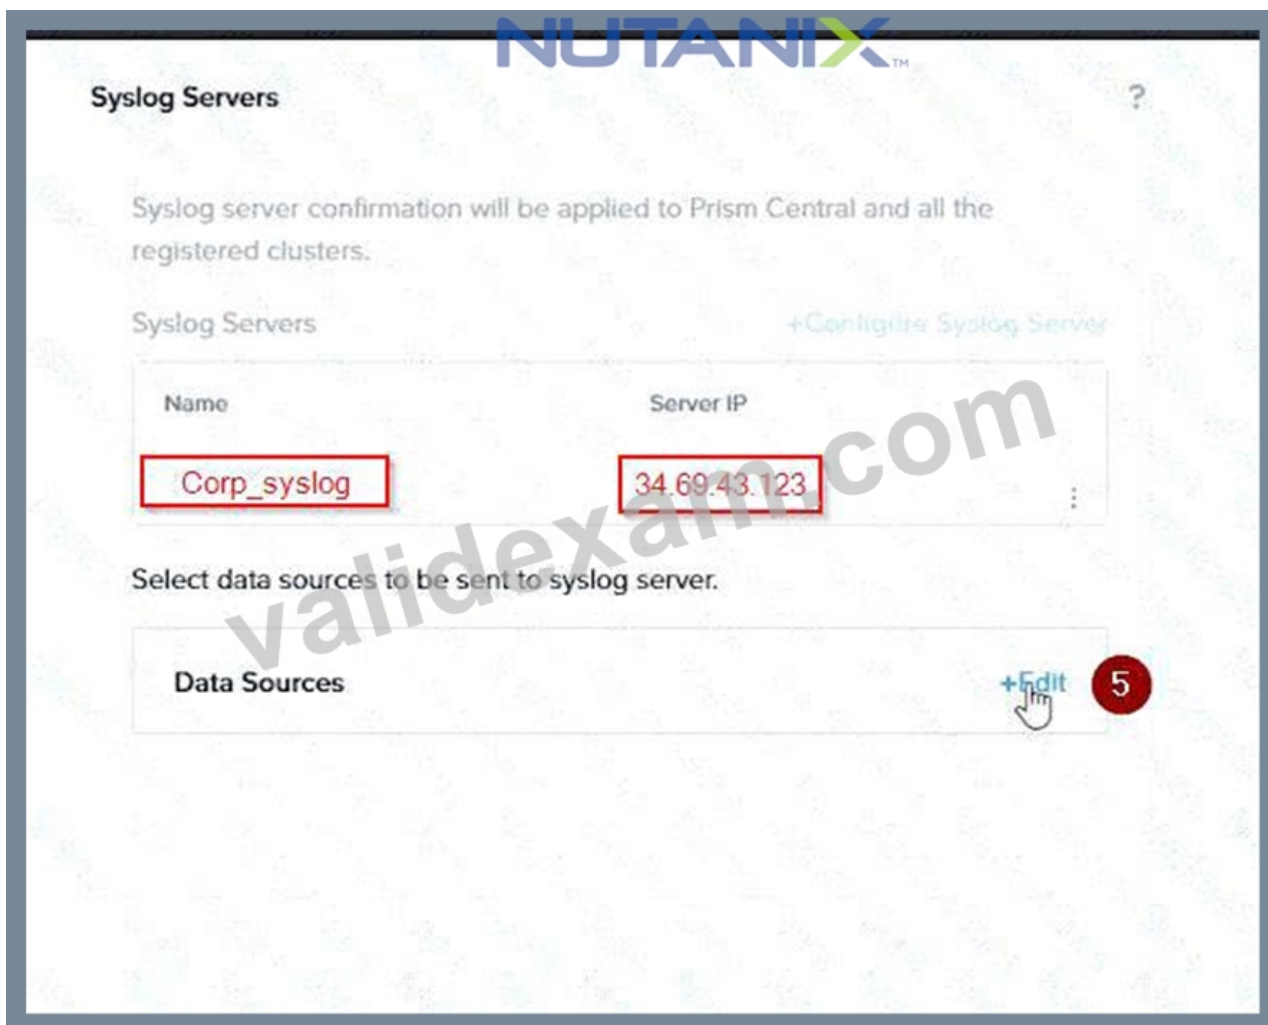 NUTANIX™
Syslog Servers
?
Syslog server confirmation will be applied to Prism Central and all the
registered clusters.
Syslog Servers
+Configure Syslog Server
Name
Server IP
Corp_syslog
34.69.43.123
validexam.com
Select data sources to be sent to syslog server.
Data Sources
+Edit
5